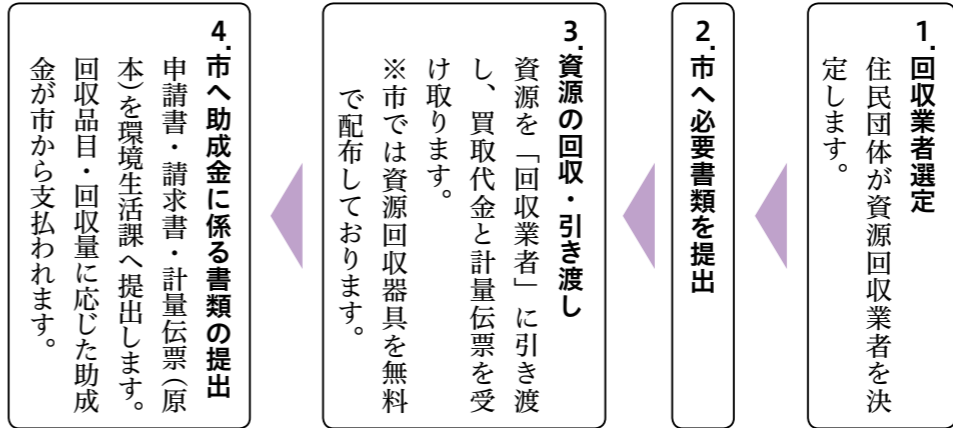 1.回収業者選定
住民団体が資源回収業者を決
定します。
2.市へ必要書類を提出
3.資源の回収・引き渡し
資源を「回収業者」に引き渡
し、買取代金と計量伝票を受
け取ります。
※市では資源回収器具を無料
で配布しております。
4.市へ助成金に係る書類の提出
申請書・請求書・計量伝票(原
本)を環境生活課へ提出します。
回収品目・回収量に応じた助成
金が市から支払われます。